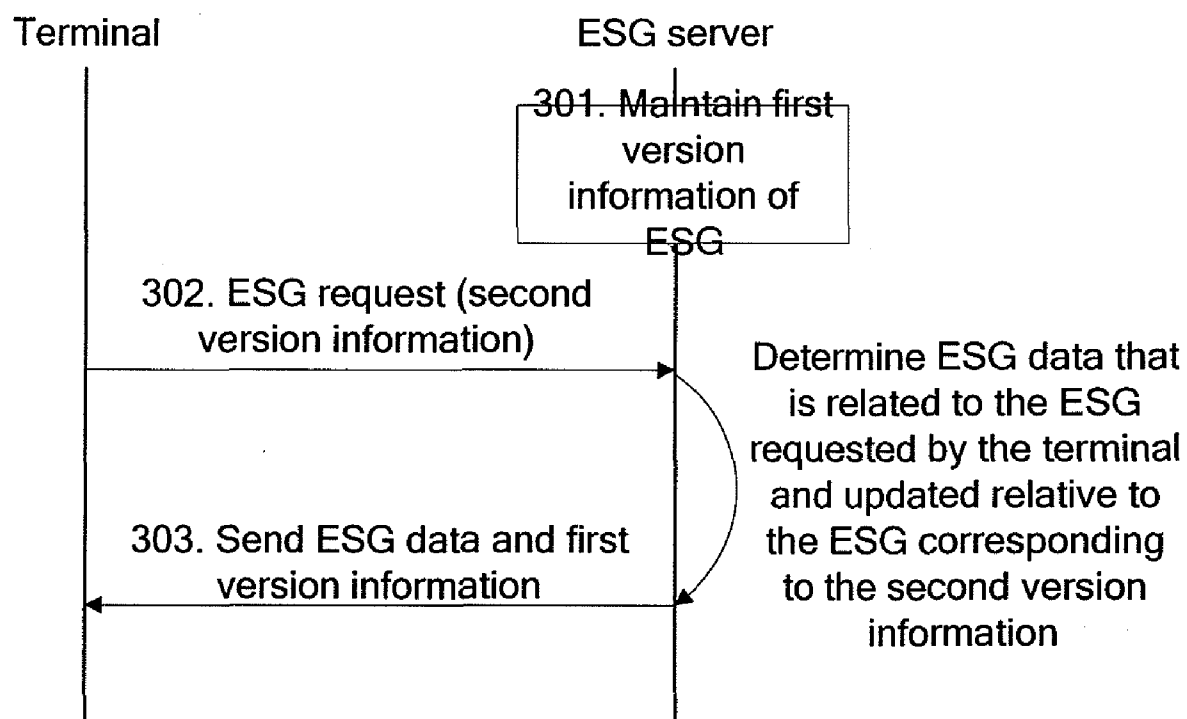 Terminal
ESG server
301. Maintain first
version
information of
ESG
302. ESG request (second
version information)
Determine ESG data that
is related to the ESG
requested by the terminal
and updated relative to
the ESG corresponding
to the second version
information
303. Send ESG data and first
version information